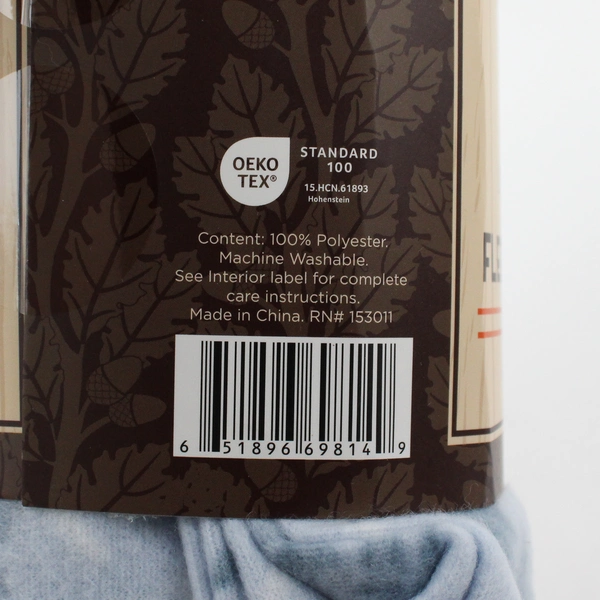 OEKO
TEX®
STANDARD
100
15.HCN.61893
Hohenstein
Content: 100% Polyester.
Machine Washable.
See Interior label for complete
care instructions.
Made in China. RN# 153011
6 51896 69814 9